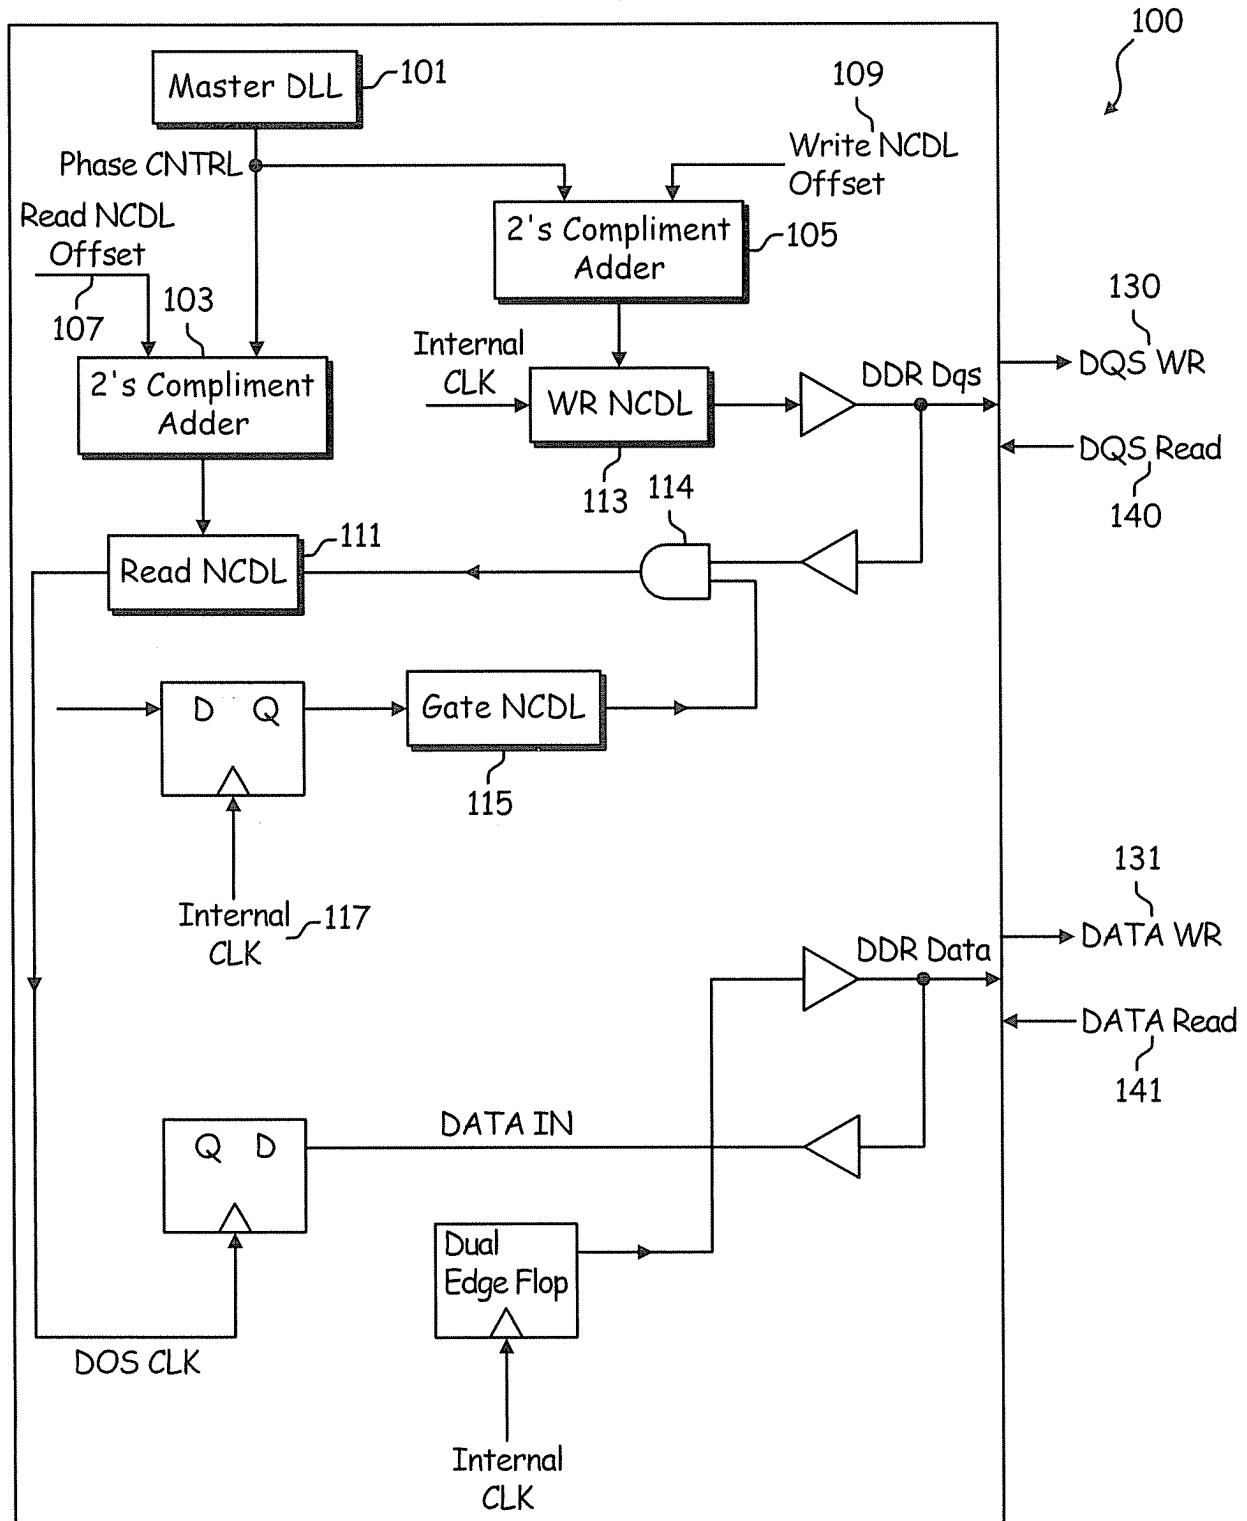 100
Master DLL
101
109
Phase CNTRL
Write NCDL
Offset
Read NCDL
Offset
107
103
2's Compliment
Adder
105
2's Compliment
Adder
Internal
CLK
WR NCDL
113
DDR Dqs
130
DQS WR
DQS Read
140
114
Read NCDL
111
D Q
Gate NCDL
115
Internal
CLK
117
131
DATA WR
DDR Data
DATA Read
141
Q D
DATA IN
Dual
Edge Flop
DOS CLK
Internal
CLK